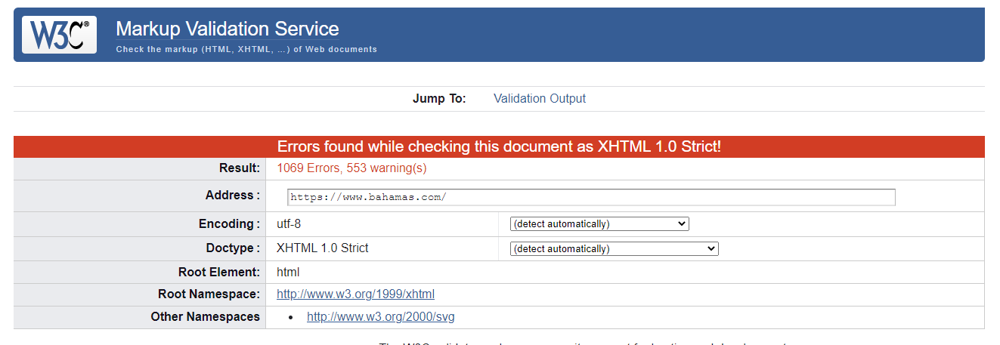 W3C® Markup Validation Service
Check the markup (HTML, XHTML, …) of Web documents
Jump To: Validation Output
Errors found while checking this document as XHTML 1.0 Strict!
Result: 1069 Errors, 553 warning(s)
Address : https://www.bahamas.com/
Encoding : utf-8 (detect automatically)
Doctype : XHTML 1.0 Strict (detect automatically)
Root Element: html
Root Namespace: http://www.w3.org/1999/xhtml
Other Namespaces • http://www.w3.org/2000/svg